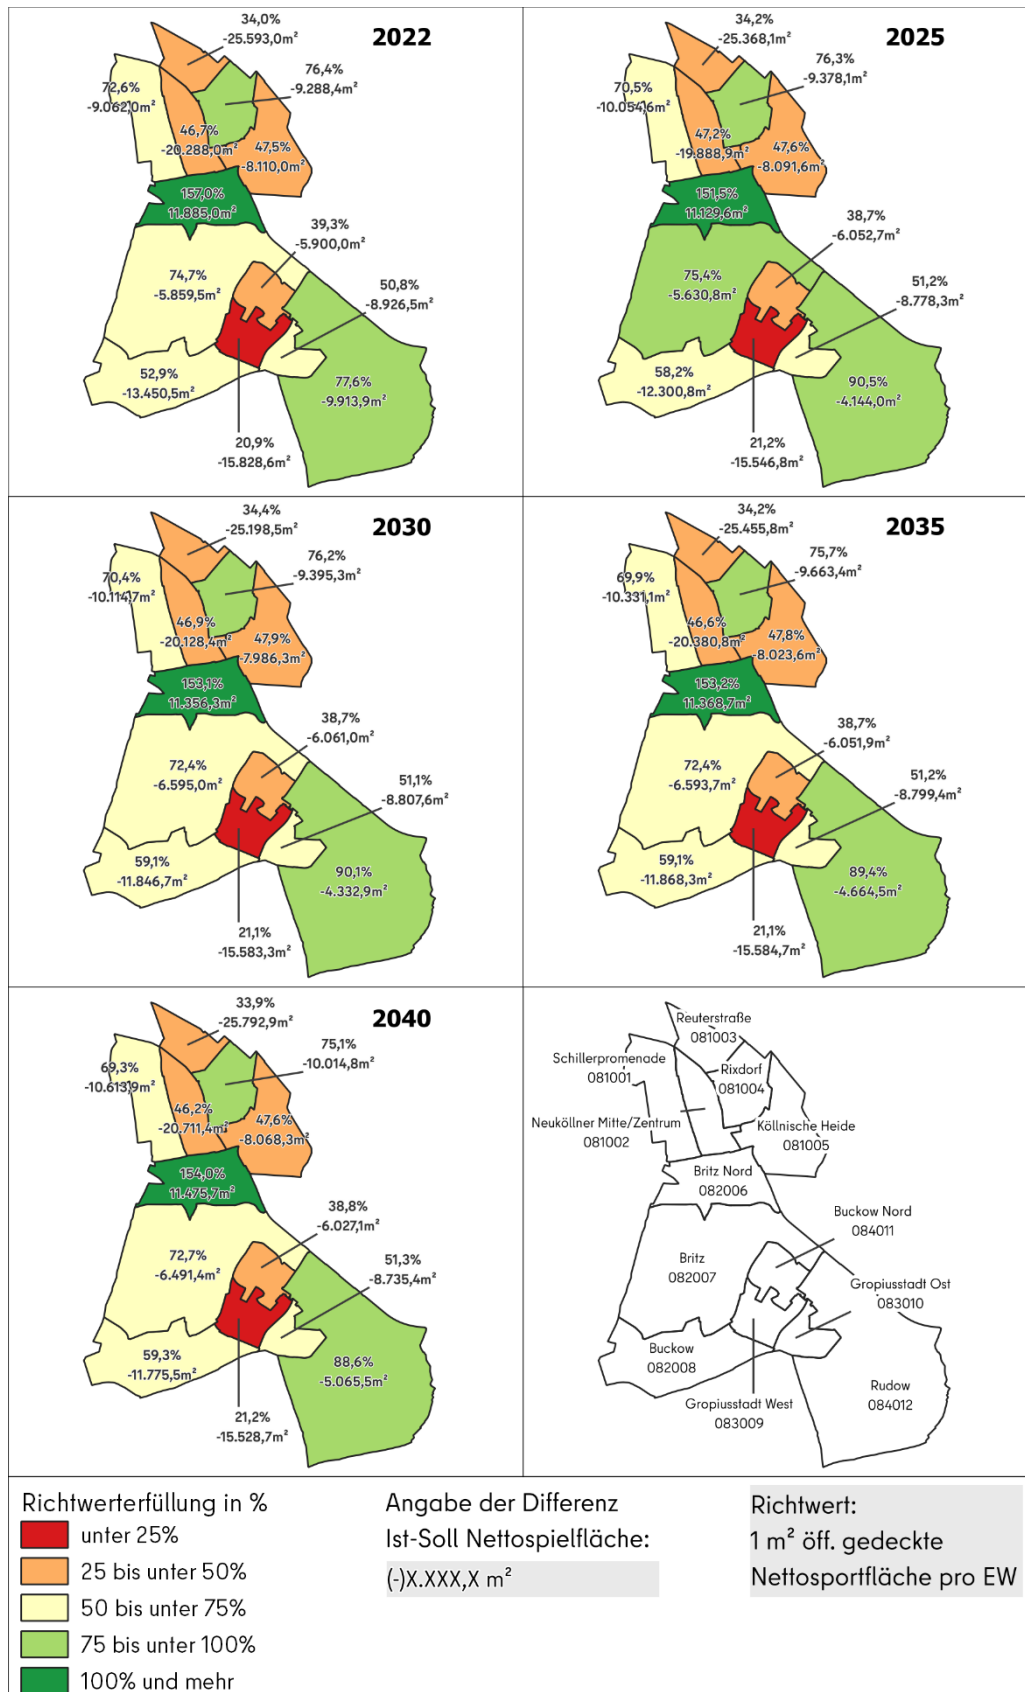 2022
34,0%
-25.593,0m²
76,4%
-9.288,4m²
72,6%
-9.062,0m²
46,7%
-20.288,0m²
47,5%
-8.110,0m²
157,0%
11.885,0m²
39,3%
-5.900,0m²
74,7%
-5.859,5m²
50,8%
-8.926,5m²
52,9%
-13.450,5m²
77,6%
-9.913,9m²
20,9%
-15.828,6m²
2025
34,2%
-25.368,1m²
76,3%
-9.378,1m²
70,5%
-10.054,6m²
47,2%
-19.888,9m²
47,6%
-8.091,6m²
151,5%
11.129,6m²
38,7%
-6.052,7m²
75,4%
-5.630,8m²
51,2%
-8.778,3m²
58,2%
-12.300,8m²
90,5%
-4.144,0m²
21,2%
-15.546,8m²
2030
34,4%
-25.198,5m²
76,2%
-9.395,3m²
70,4%
-10.114,7m²
46,9%
-20.128,4m²
47,9%
-7.986,3m²
153,1%
11.356,3m²
38,7%
-6.061,0m²
72,4%
-6.595,0m²
51,1%
-8.807,6m²
59,1%
-11.846,7m²
90,1%
-4.332,9m²
21,1%
-15.583,3m²
2035
34,2%
-25.455,8m²
75,7%
-9.663,4m²
69,9%
-10.331,1m²
46,6%
-20.380,8m²
47,8%
-8.023,6m²
153,2%
11.368,7m²
38,7%
-6.051,9m²
72,4%
-6.593,7m²
51,2%
-8.799,4m²
59,1%
-11.868,3m²
89,4%
-4.664,5m²
21,1%
-15.584,7m²
2040
33,9%
-25.792,9m²
75,1%
-10.014,8m²
69,3%
-10.613,9m²
46,2%
-20.711,4m²
47,6%
-8.068,3m²
154,0%
11.475,7m²
38,8%
-6.027,1m²
72,7%
-6.491,4m²
51,3%
-8.735,4m²
59,3%
-11.775,5m²
88,6%
-5.065,5m²
21,2%
-15.528,7m²
Reuterstraße
081003
Schillerpromenade
081001
Rixdorf
081004
Neuköllner Mitte/Zentrum
081002
Köllnische Heide
081005
Britz Nord
082006
Buckow Nord
084011
Britz
082007
Gropiusstadt Ost
083010
Buckow
082008
Rudow
084012
Gropiusstadt West
083009
Richtwerterfüllung in %
unter 25%
25 bis unter 50%
50 bis unter 75%
75 bis unter 100%
100% und mehr
Angabe der Differenz
Ist-Soll Nettospielfläche:
(-)X.XXX,X m²
Richtwert:
1 m² öff. gedeckte
Nettosportfläche pro EW